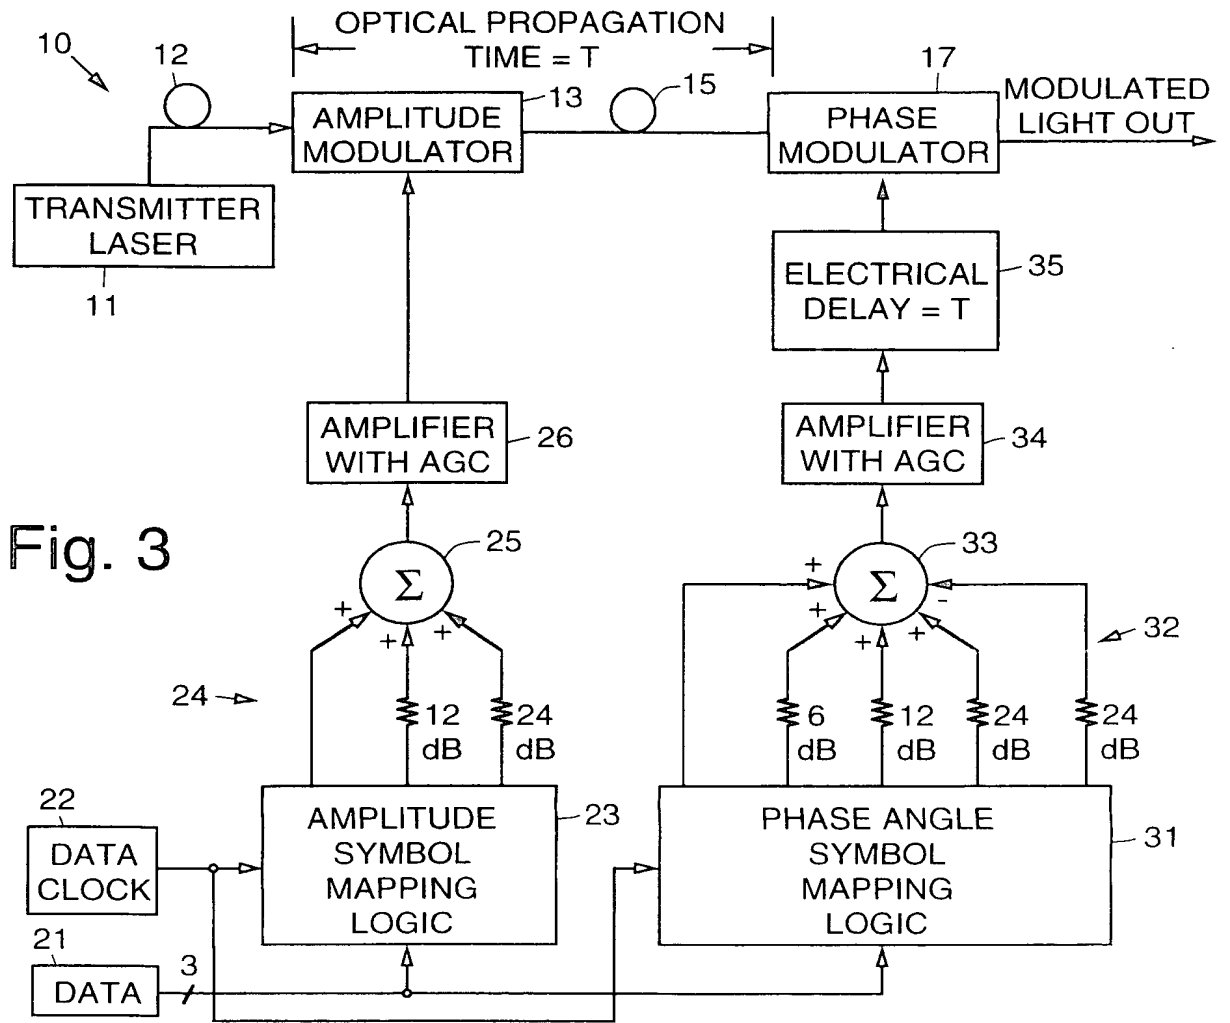 OPTICAL PROPAGATION
TIME = T
10
12
13
15
17
AMPLITUDE
MODULATOR
PHASE
MODULATOR
MODULATED
LIGHT OUT
TRANSMITTER
LASER
11
ELECTRICAL
DELAY = T
35
AMPLIFIER
WITH AGC
26
AMPLIFIER
WITH AGC
34
Fig. 3
Σ
25
+
+
+
Σ
33
+
+
+
+
-
32
24
12
dB
24
dB
6
dB
12
dB
24
dB
24
dB
22
DATA
CLOCK
AMPLITUDE
SYMBOL
MAPPING
LOGIC
23
PHASE ANGLE
SYMBOL
MAPPING
LOGIC
31
21
DATA
3